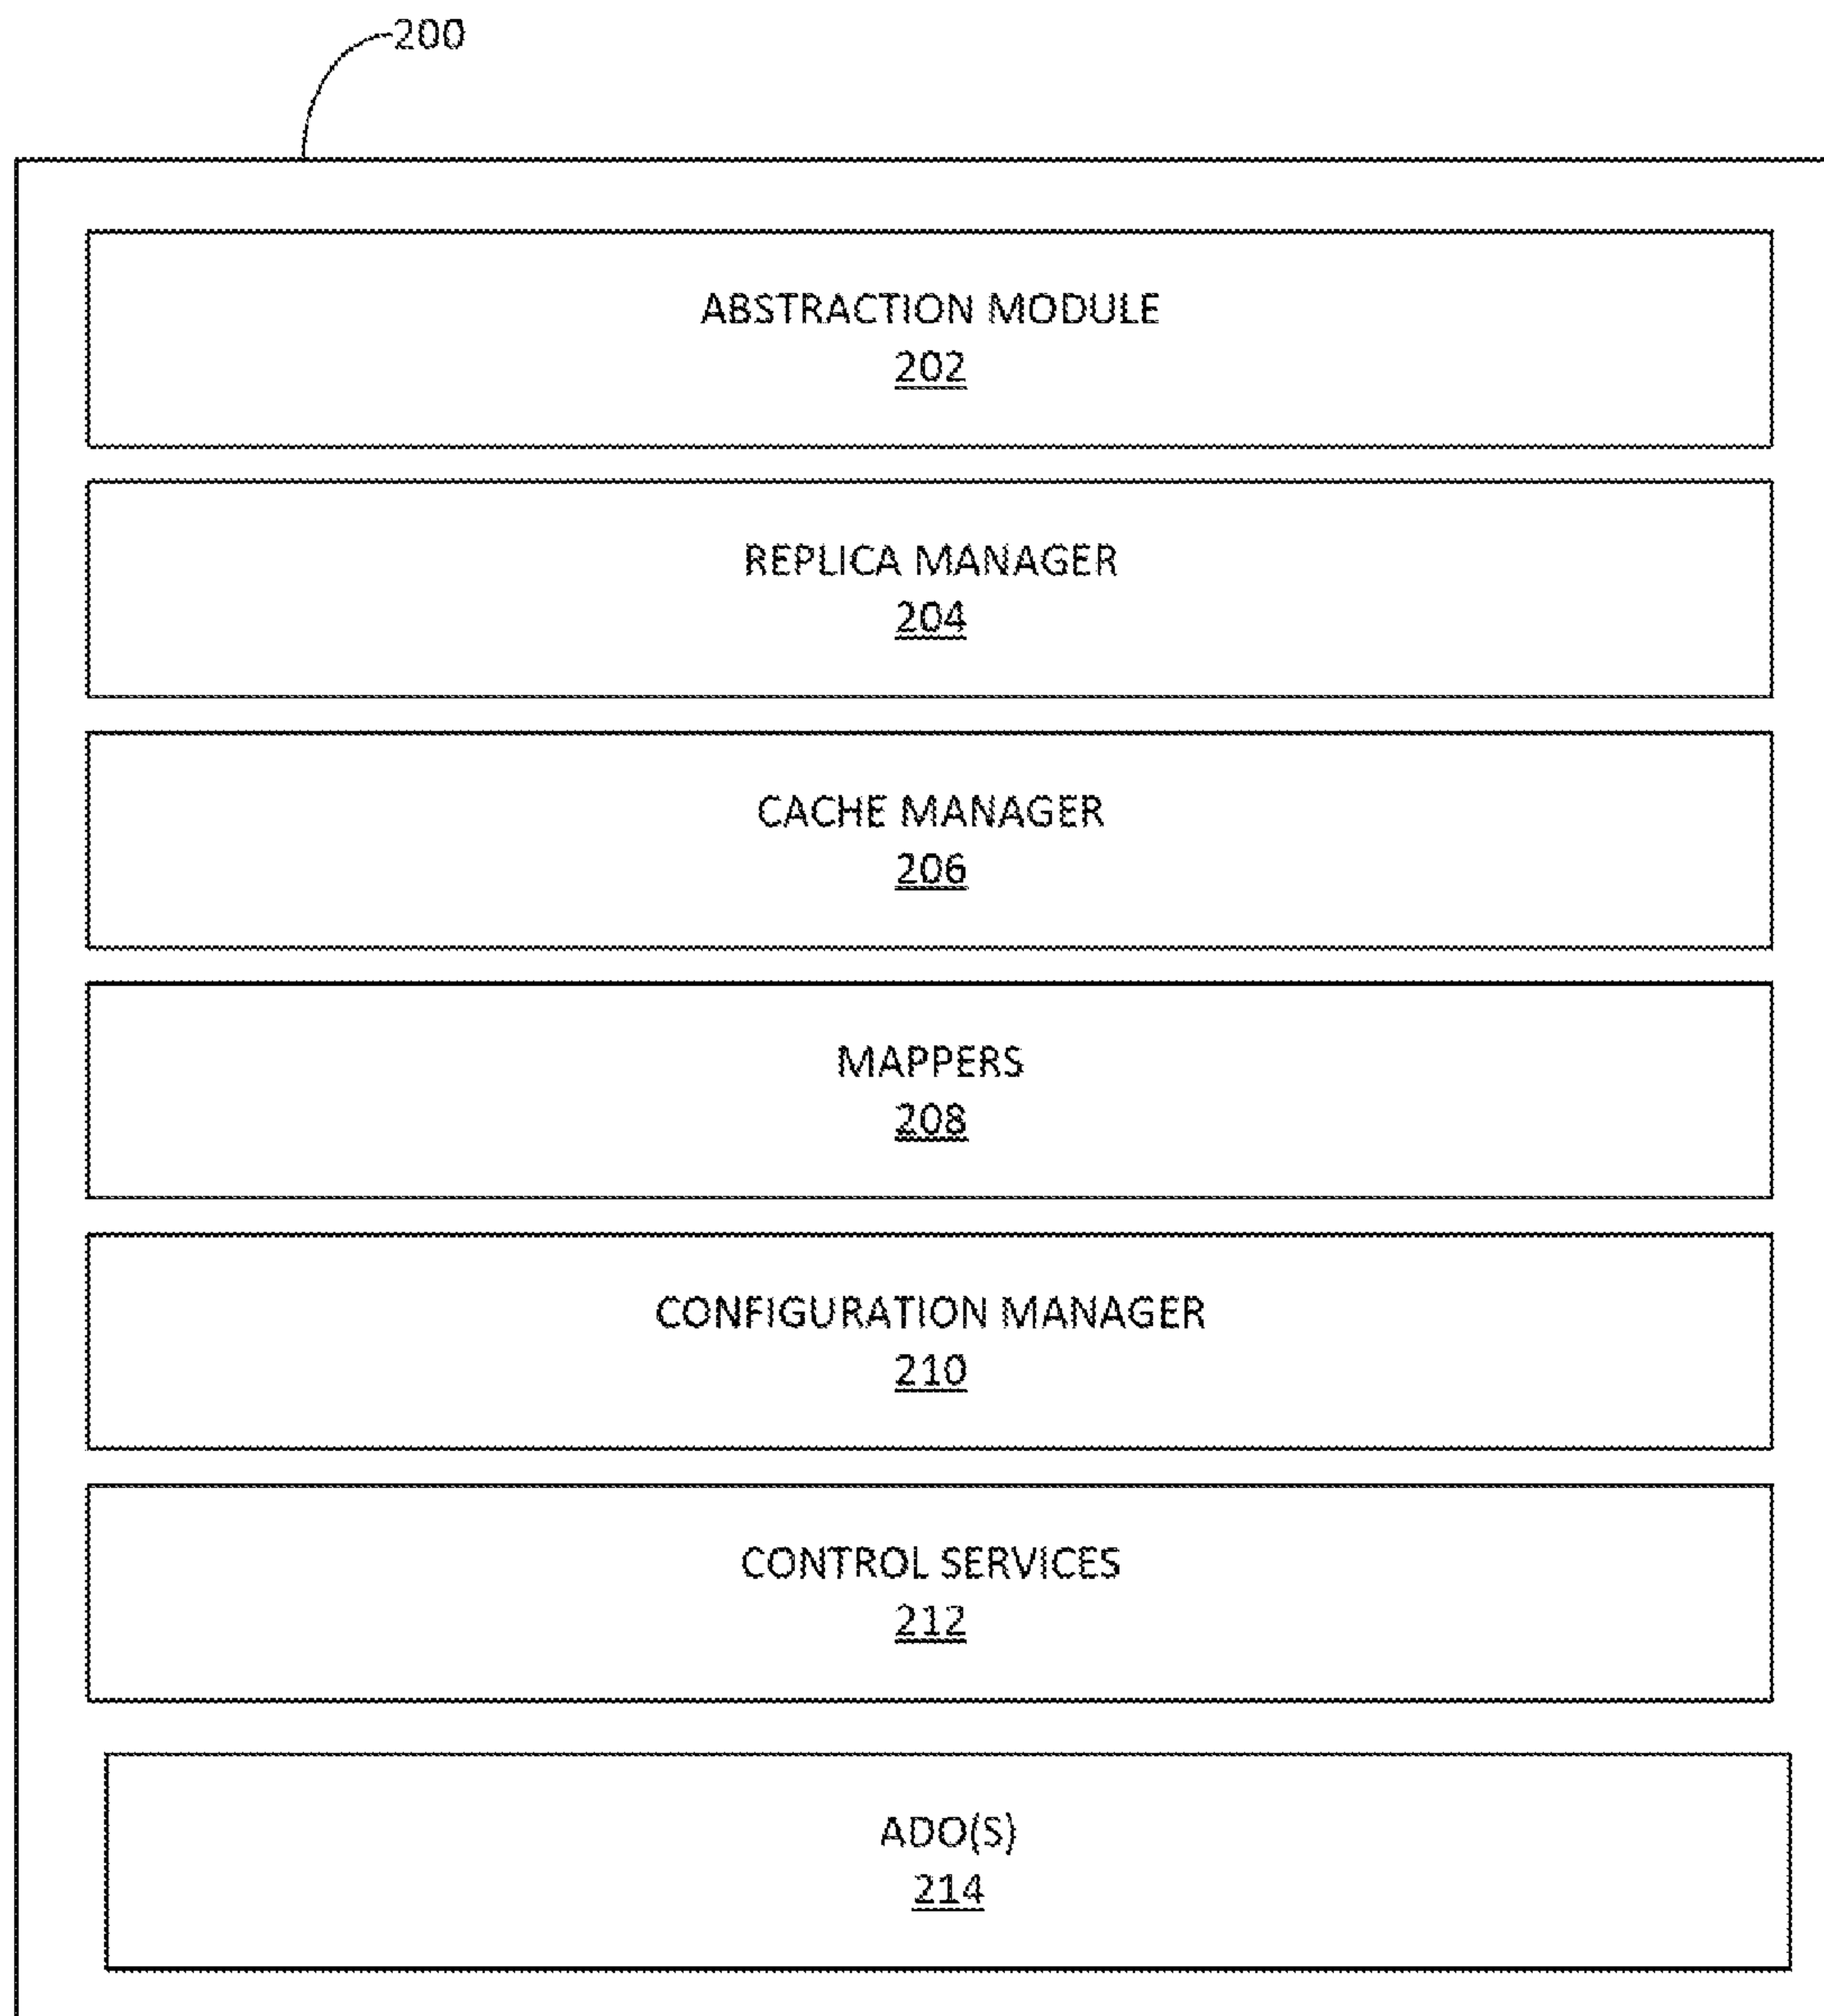 200
ABSTRACTION MODULE
202
REPLICA MANAGER
204
CACHE MANAGER
206
MAPPERS
208
CONFIGURATION MANAGER
210
CONTROL SERVICES
212
ADO(S)
214